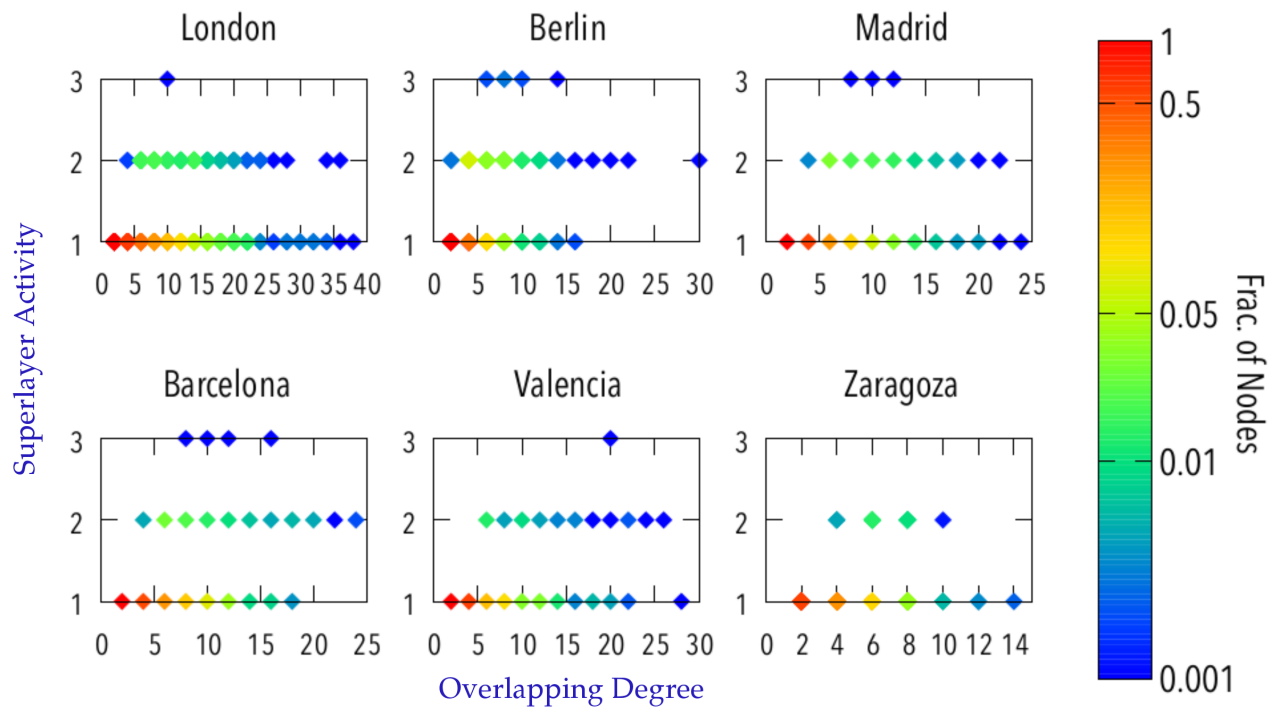 London Berlin Madrid
3 3 3
2 2 2
1 1 1
0 5 10 15 20 25 30 35 40 0 5 10 15 20 25 30 0 5 10 15 20 25
Barcelona Valencia Zaragoza
3 3 3
2 2 2
1 1 1
0 5 10 15 20 25 0 5 10 15 20 25 30 0 2 4 6 8 10 12 14
Superlayer Activity
Overlapping Degree
1
0.5
0.05
0.01
0.001
Frac. of Nodes